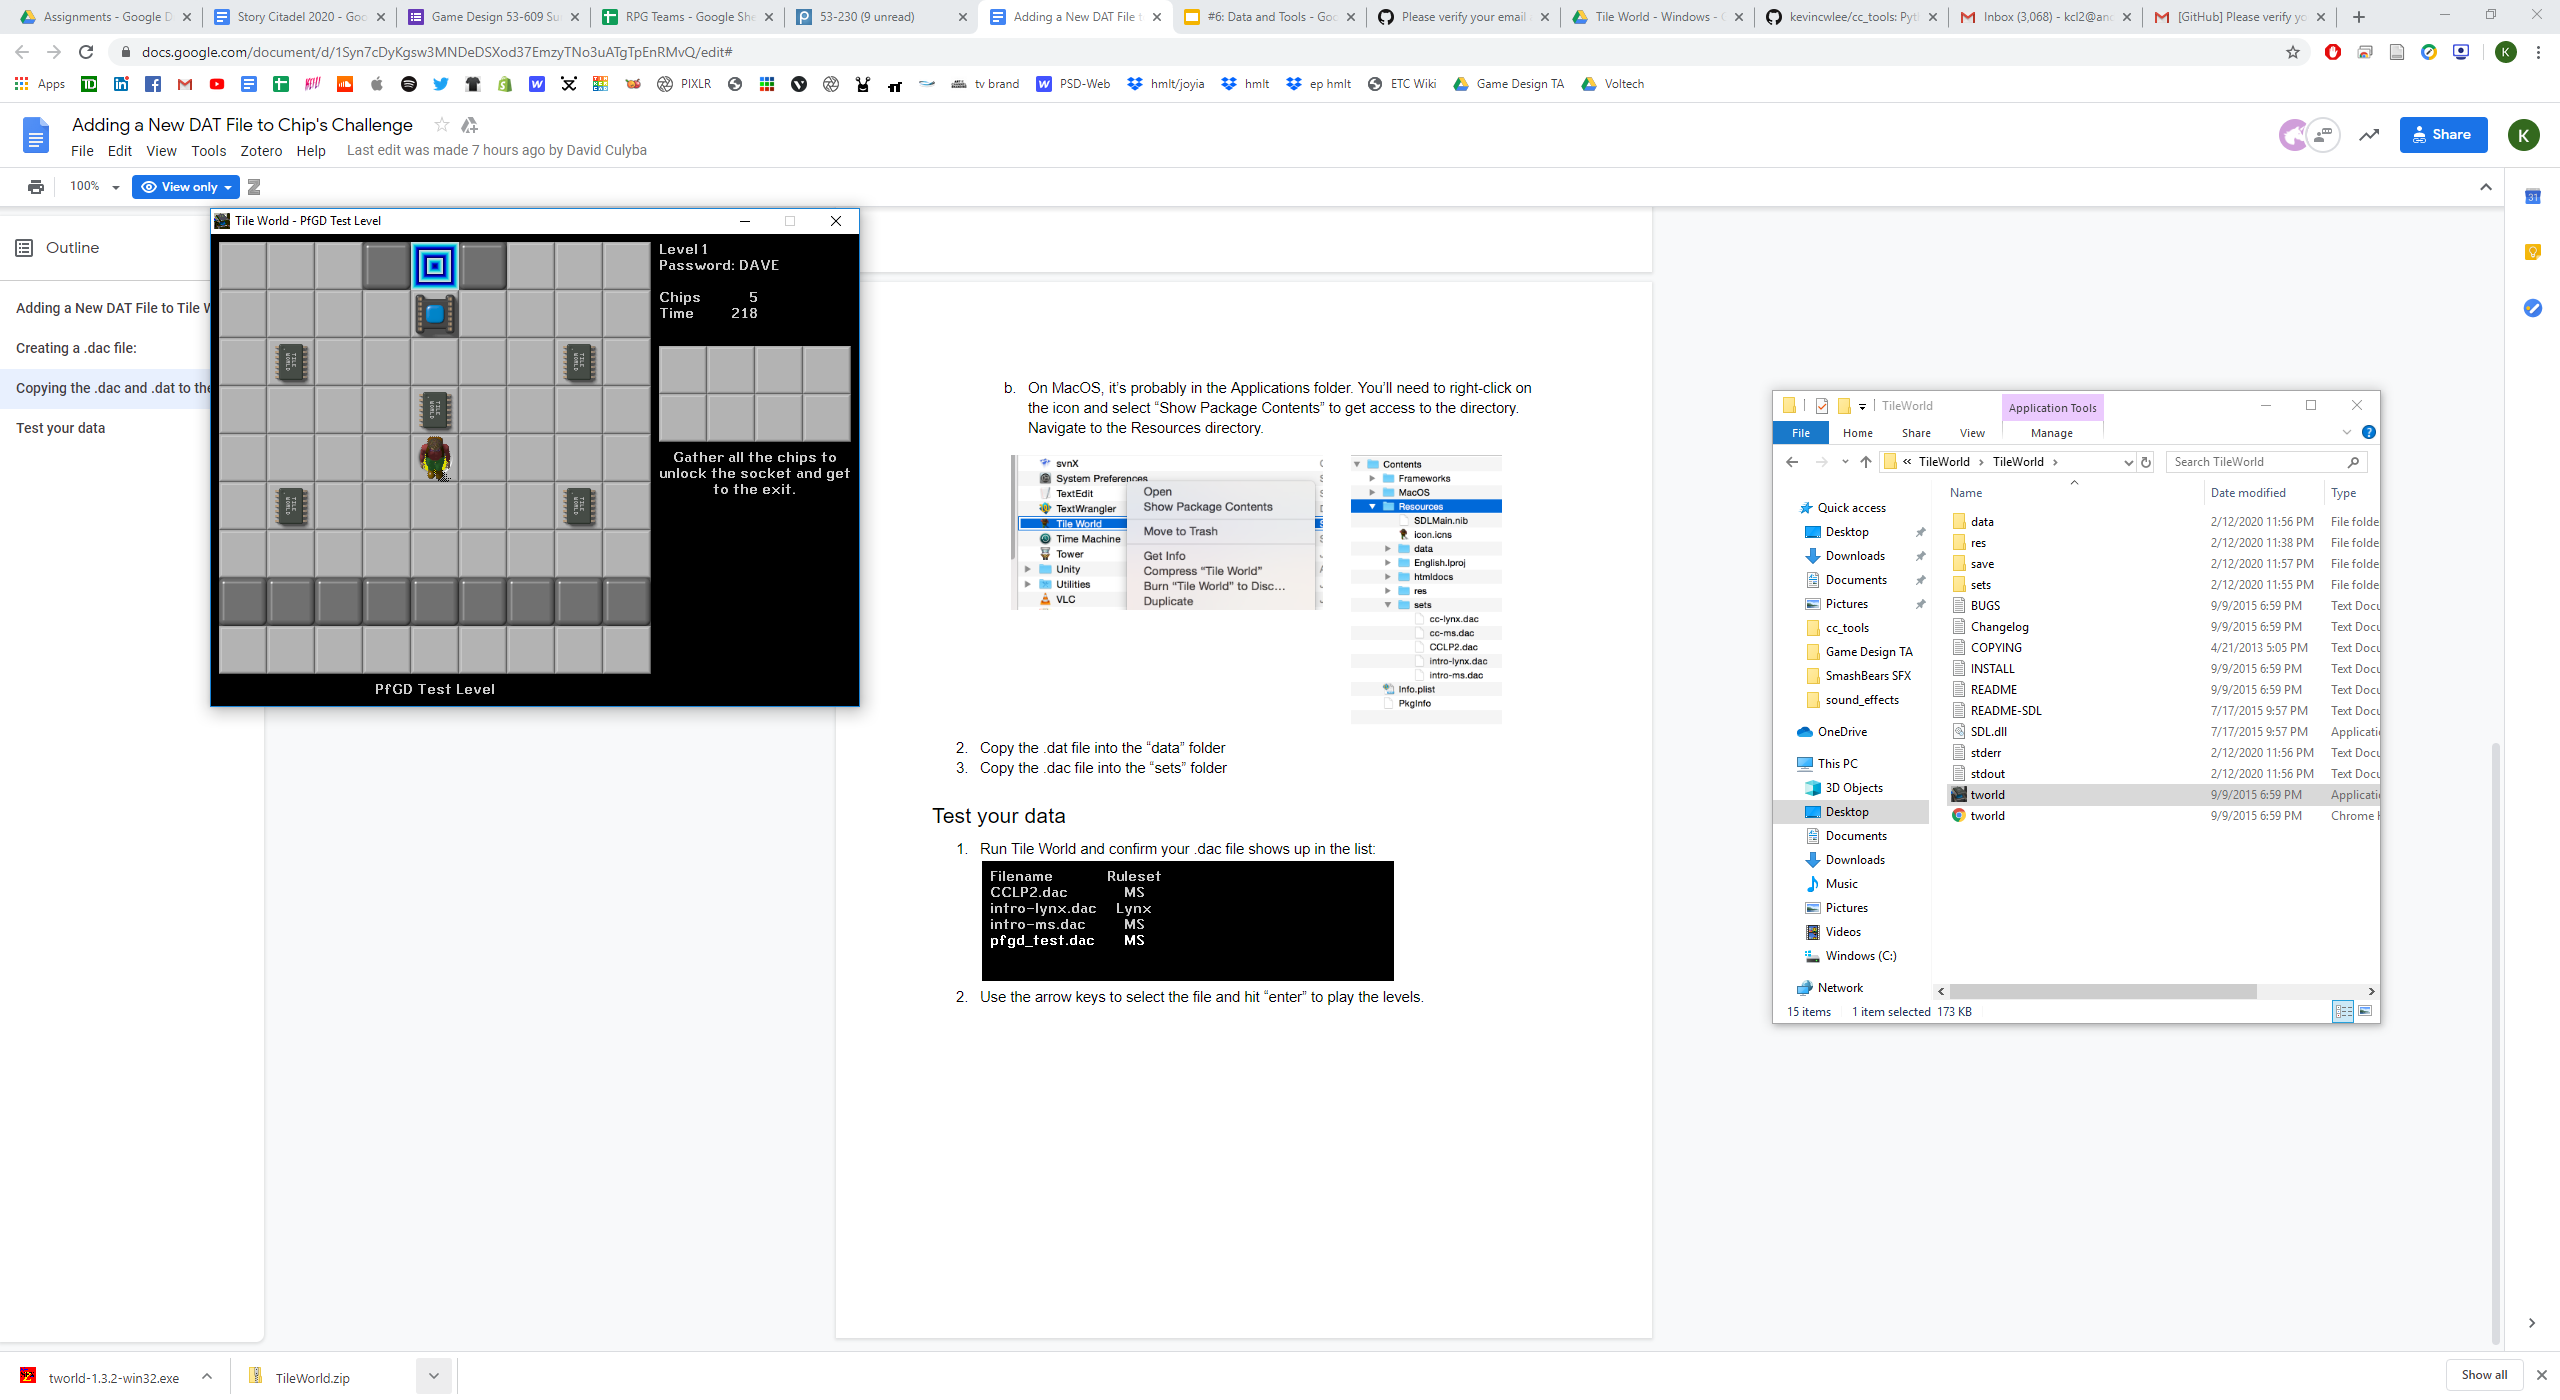 Assignments - Google D
Story Citadel 2020 - Goo
Game Design 53-609 Su
RPG Teams - Google She
53-230 (9 unread)
Adding a New DAT File t
#6: Data and Tools - Goo
Please verify your email
Tile World - Windows - G
kevincwlee/cc_tools: Pyt
Inbox (3,068) - kcl2@and
[GitHub] Please verify yo
docs.google.com/document/d/1Syn7cDyKgsw3MNDeDSXod37EmzyTNo3uATgTpEnRMvQ/edit#
K
Apps
PIXLR
tv brand
PSD-Web
hmlt/joyia
hmlt
ep hmlt
ETC Wiki
Game Design TA
Voltech
Adding a New DAT File to Chip's Challenge
File Edit View Tools Zotero Help Last edit was made 7 hours ago by David Culyba
Share
K
100%
View only
Z
31
Outline
Adding a New DAT File to Tile W
Creating a .dac file:
Copying the .dac and .dat to the
Test your data
Tile World - PfGD Test Level
Level 1
Password: DAVE
Chips 5
Time 218
Gather all the chips to
unlock the socket and get
to the exit.
PfGD Test Level
b. On MacOS, it's probably in the Applications folder. You'll need to right-click on
the icon and select “Show Package Contents” to get access to the directory.
Navigate to the Resources directory.
svnX
System Preferences
TextEdit
TextWrangler
Tile World
Time Machine
Tower
Unity
Utilities
VLC
Open
Show Package Contents
Move to Trash
Get Info
Compress “Tile World”
Burn “Tile World” to Disc...
Duplicate
Contents
Frameworks
MacOS
Resources
SDLMain.nib
icon.icns
data
English.lproj
htmldocs
res
sets
cc-lynx.dac
cc-ms.dac
CCLP2.dac
intro-lynx.dac
intro-ms.dac
Info.plist
PkgInfo
2. Copy the .dat file into the “data” folder
3. Copy the .dac file into the “sets” folder
Test your data
1. Run Tile World and confirm your .dac file shows up in the list:
Filename Ruleset
CCLP2.dac MS
intro-lynx.dac Lynx
intro-ms.dac MS
pfgd_test.dac MS
2. Use the arrow keys to select the file and hit “enter” to play the levels.
TileWorld
Application Tools
File Home Share View Manage
« TileWorld › TileWorld ›
Search TileWorld
Quick access
Desktop
Downloads
Documents
Pictures
cc_tools
Game Design TA
SmashBears SFX
sound_effects
OneDrive
This PC
3D Objects
Desktop
Documents
Downloads
Music
Pictures
Videos
Windows (C:)
Network
Name Date modified Type
data 2/12/2020 11:56 PM File folde
res 2/12/2020 11:38 PM File folde
save 2/12/2020 11:57 PM File folde
sets 2/12/2020 11:55 PM File folde
BUGS 9/9/2015 6:59 PM Text Docu
Changelog 9/9/2015 6:59 PM Text Docu
COPYING 4/21/2013 5:05 PM Text Docu
INSTALL 9/9/2015 6:59 PM Text Docu
README 9/9/2015 6:59 PM Text Docu
README-SDL 7/17/2015 9:57 PM Text Docu
SDL.dll 7/17/2015 9:57 PM Applicati
stderr 2/12/2020 11:56 PM Text Docu
stdout 2/12/2020 11:56 PM Text Docu
tworld 9/9/2015 6:59 PM Applicati
tworld 9/9/2015 6:59 PM Chrome H
15 items 1 item selected 173 KB
tworld-1.3.2-win32.exe
TileWorld.zip
Show all